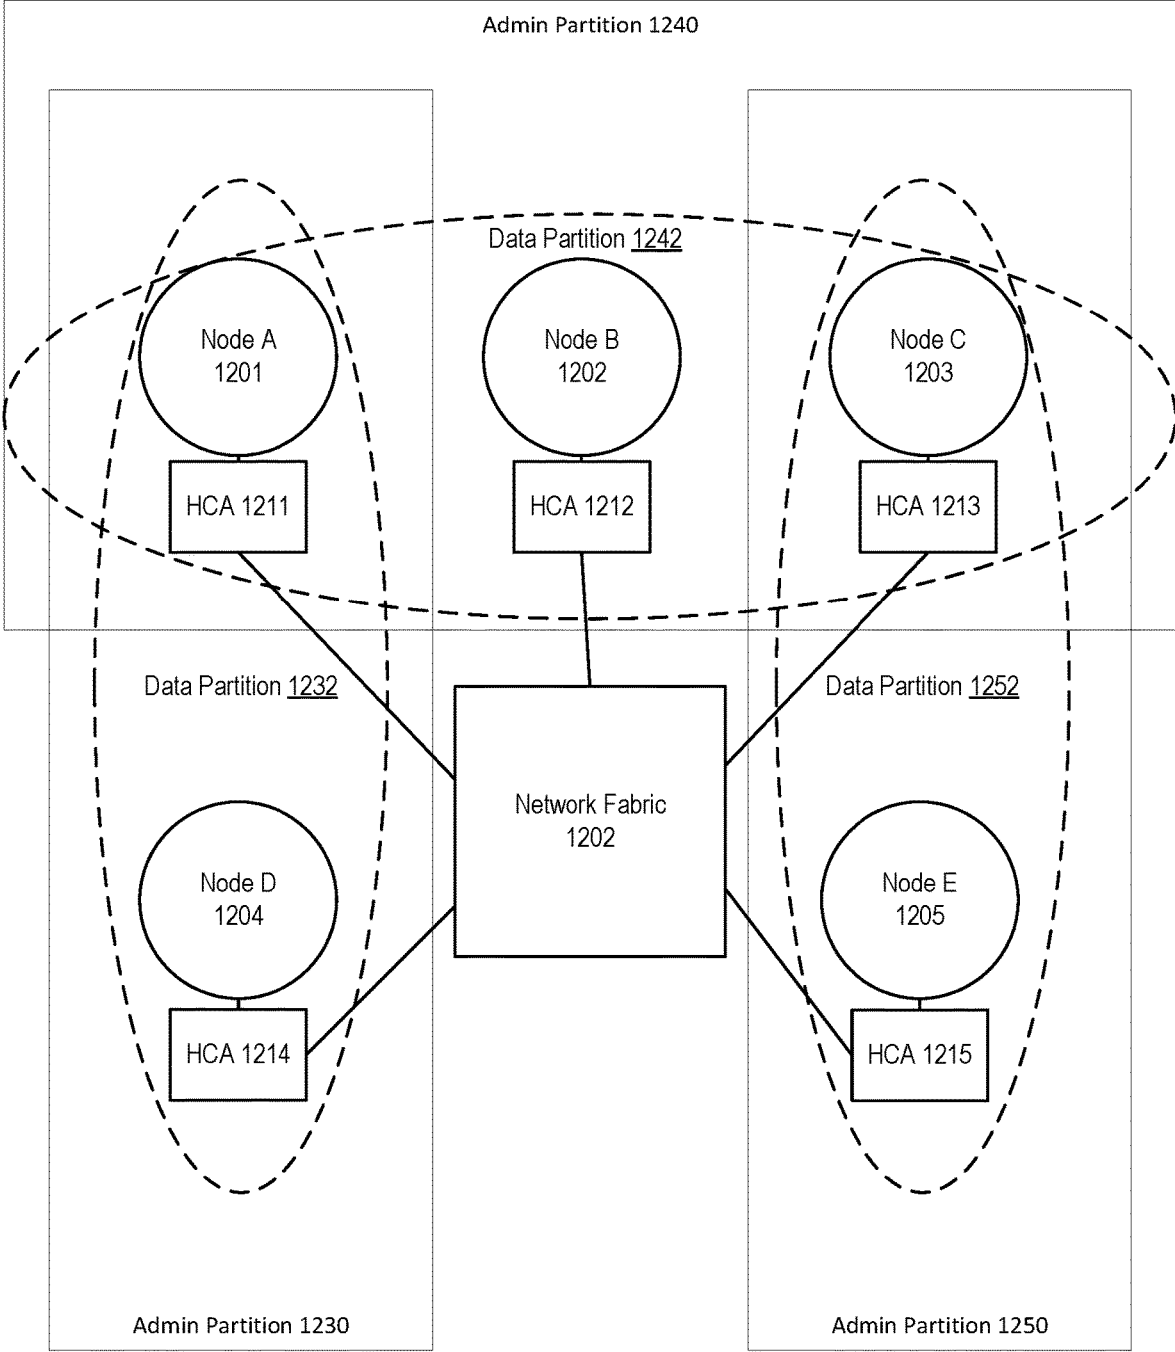 Admin Partition 1240
Data Partition 1242
Node A
1201
Node B
1202
Node C
1203
HCA 1211
HCA 1212
HCA 1213
Data Partition 1232
Data Partition 1252
Network Fabric
1202
Node D
1204
Node E
1205
HCA 1214
HCA 1215
Admin Partition 1230
Admin Partition 1250